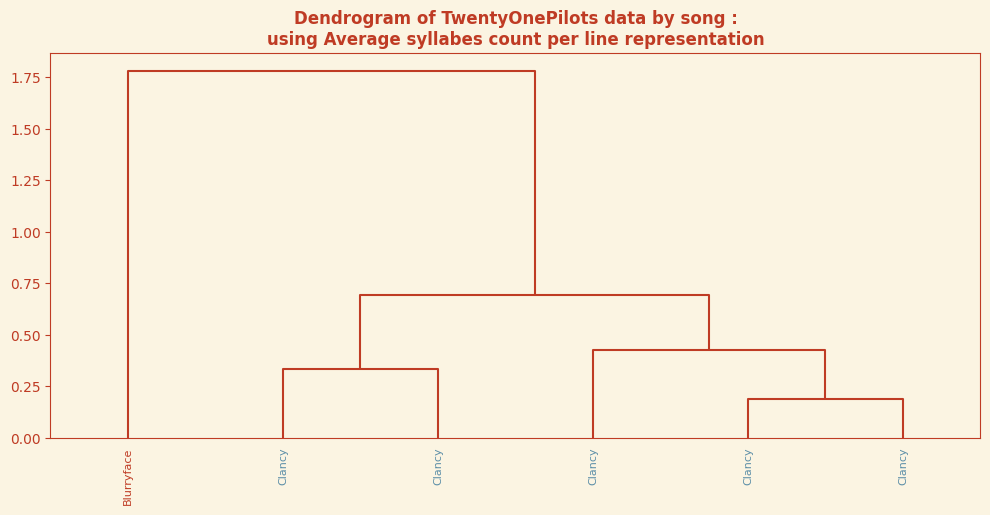 Dendrogram of TwentyOnePilots data by song :
using Average syllabes count per line representation
1.75
1.50
1.25
1.00
0.75
0.50
0.25
0.00
Blurryface
Clancy
Clancy
Clancy
Clancy
Clancy